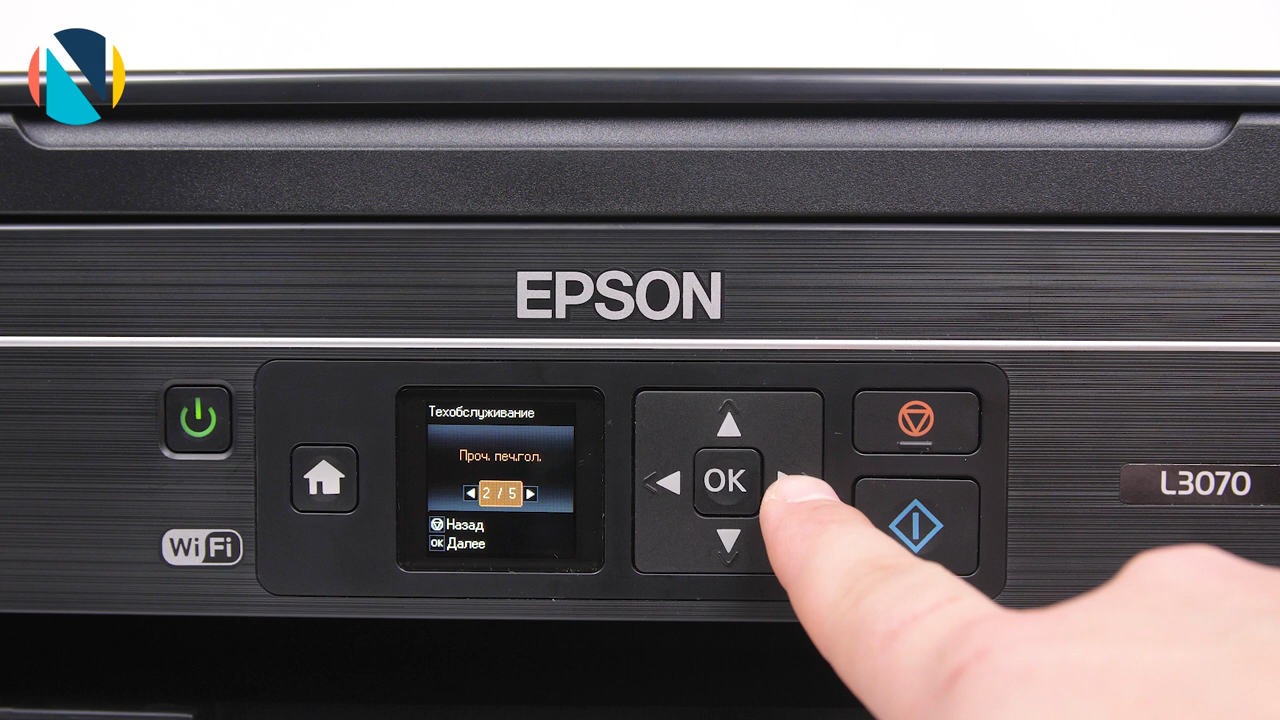 EPSON
Техобслуживание
Проч. печ.гол.
2 / 5
Назад
OK Далее
OK
WiFi
L3070